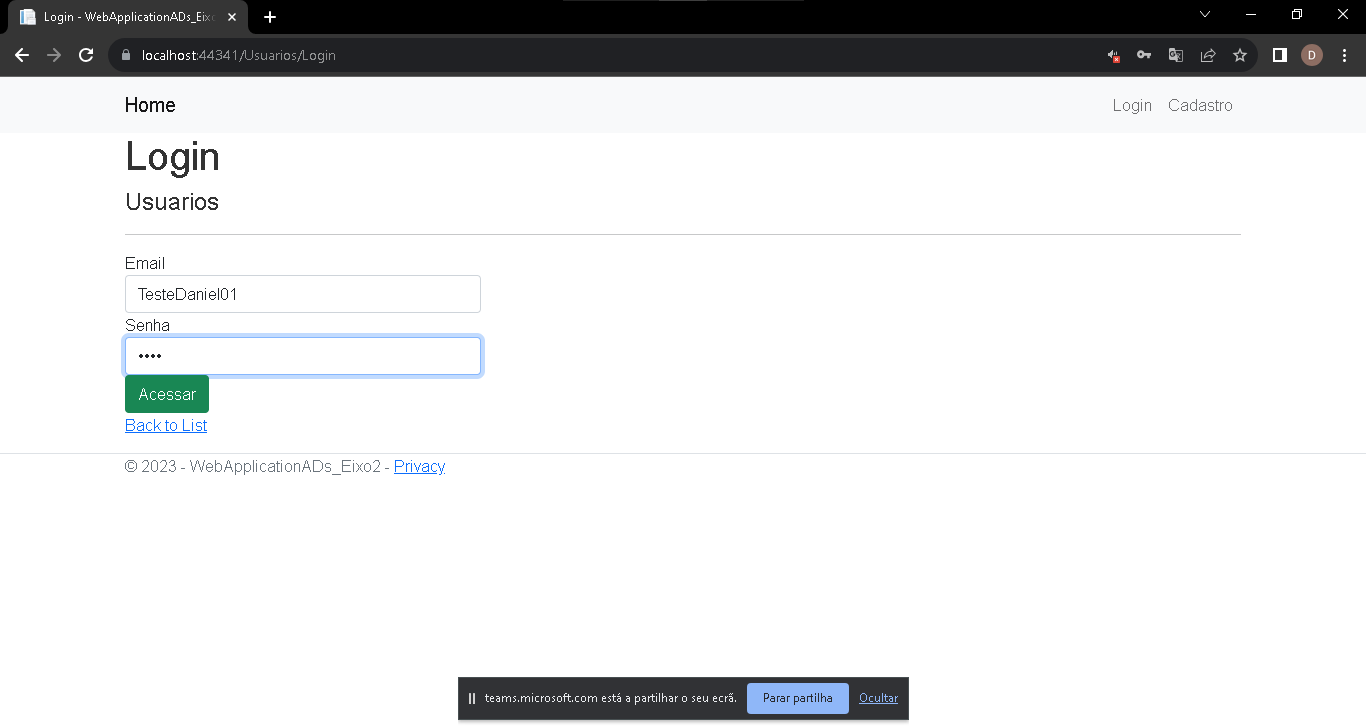 Login - WebApplicationADs_Eix
localhost:44341/Usuarios/Login
D
Home
Login
Cadastro
Login
Usuarios
Email
TesteDaniel01
Senha
••••
Acessar
Back to List
© 2023 - WebApplicationADs_Eixo2 - Privacy
teams.microsoft.com está a partilhar o seu ecrã.
Parar partilha
Ocultar